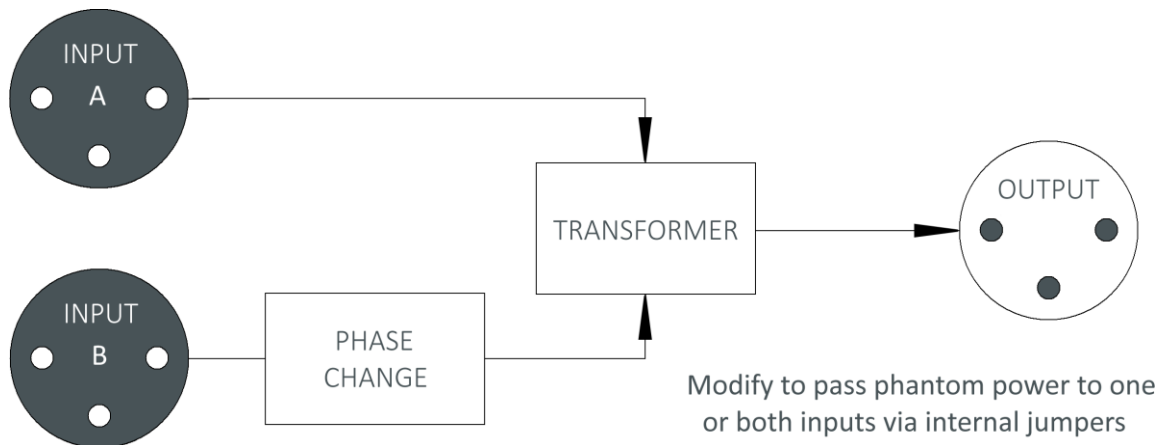 INPUT
A
TRANSFORMER
OUTPUT
INPUT
B
PHASE
CHANGE
Modify to pass phantom power to one
or both inputs via internal jumpers